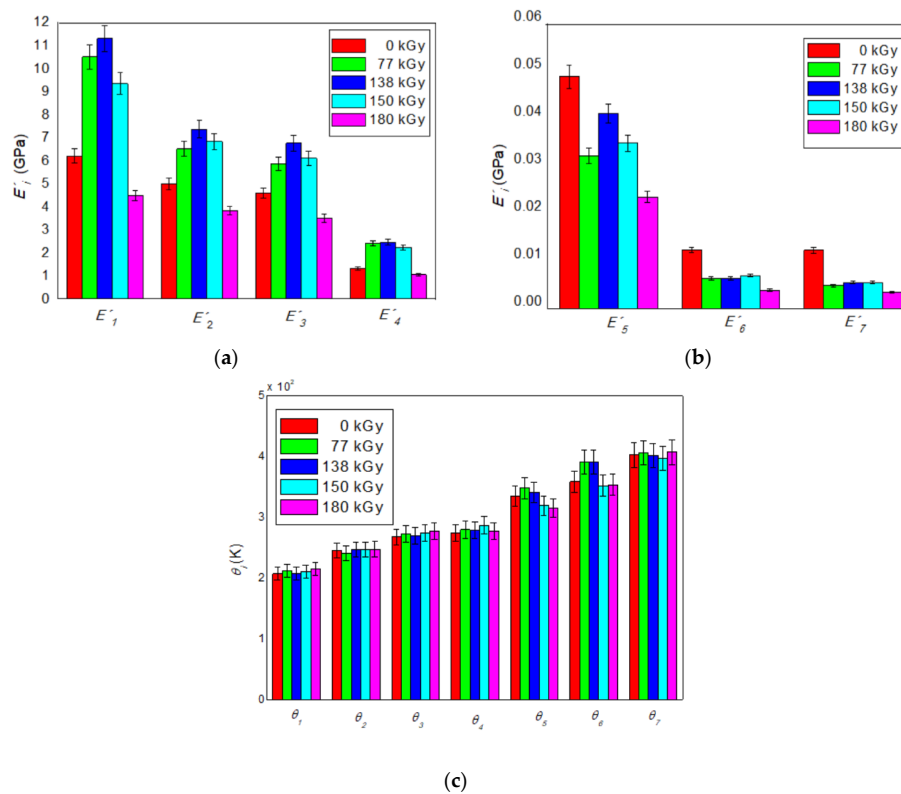 12
11
10
9
8
7
6
5
4
3
2
1
0
E´i (GPa)
0 kGy
77 kGy
138 kGy
150 kGy
180 kGy
E´1 E´2 E´3 E´4
(a)
0.06
0.05
0.04
0.03
0.02
0.01
0.00
E´i (GPa)
0 kGy
77 kGy
138 kGy
150 kGy
180 kGy
E´5 E´6 E´7
(b)
x 10²
5
4
3
2
1
0
θi (K)
0 kGy
77 kGy
138 kGy
150 kGy
180 kGy
θ1 θ2 θ3 θ4 θ5 θ6 θ7
(c)